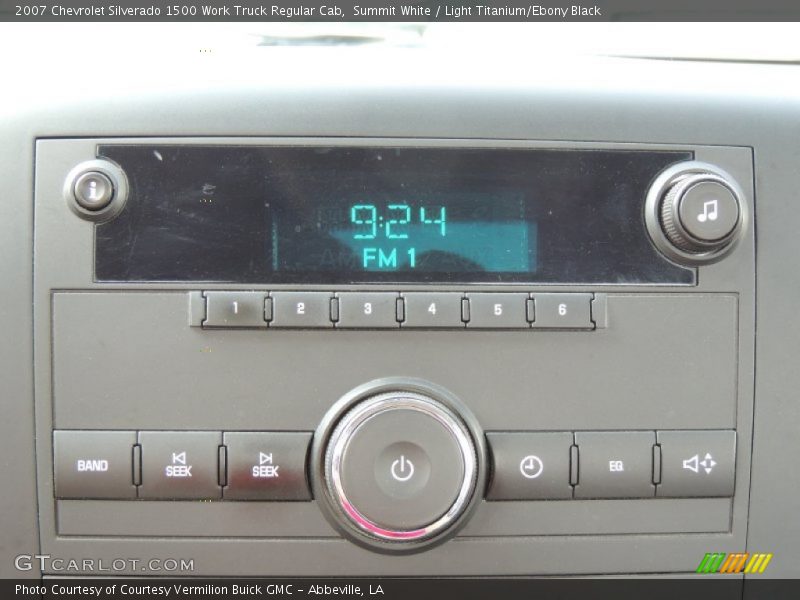 2007 Chevrolet Silverado 1500 Work Truck Regular Cab, Summit White / Light Titanium/Ebony Black
i
9:24
FM 1
1 2 3 4 5 6
BAND SEEK SEEK EQ
GTCARLOT.COM
Photo Courtesy of Courtesy Vermilion Buick GMC - Abbeville, LA